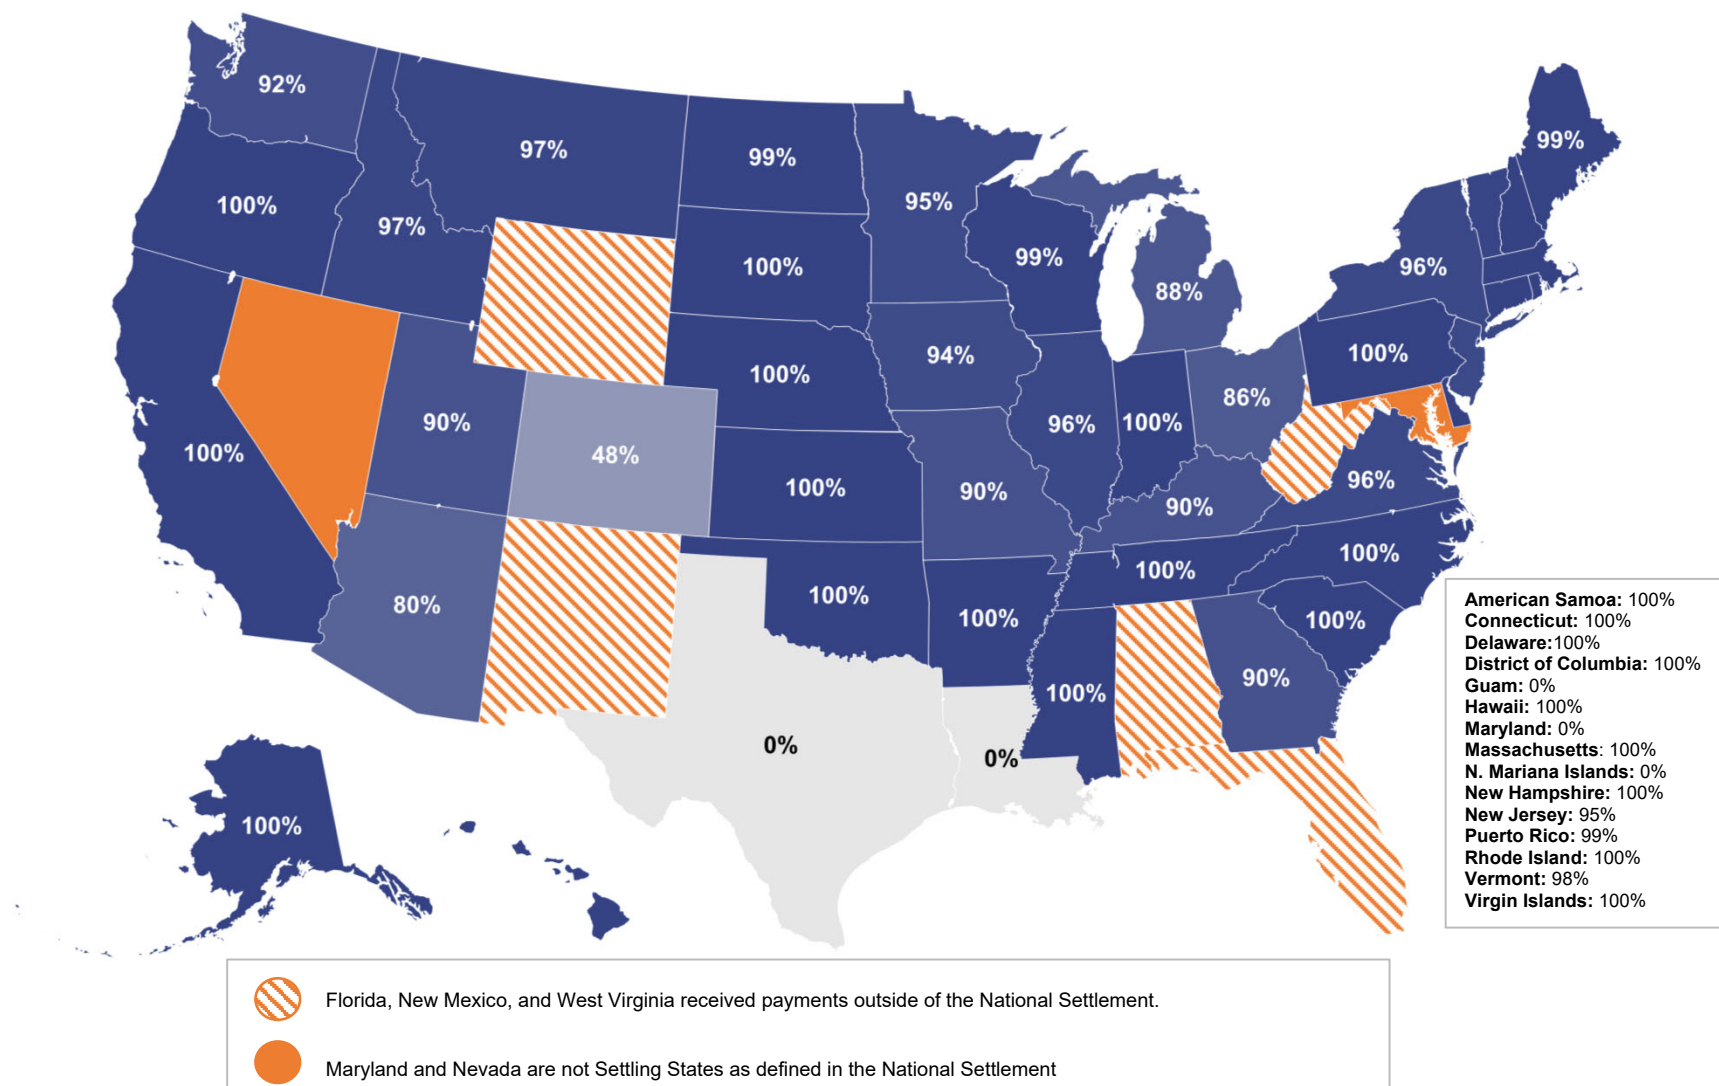 92%
97%
99%
99%
100%
97%
95%
96%
100%
99%
88%
94%
100%
100%
90%
48%
100%
96%
100%
86%
100%
90%
90%
96%
80%
100%
100%
100%
100%
100%
100%
90%
0%
0%
100%
American Samoa: 100%
Connecticut: 100%
Delaware:100%
District of Columbia: 100%
Guam: 0%
Hawaii: 100%
Maryland: 0%
Massachusetts: 100%
N. Mariana Islands: 0%
New Hampshire: 100%
New Jersey: 95%
Puerto Rico: 99%
Rhode Island: 100%
Vermont: 98%
Virgin Islands: 100%
Florida, New Mexico, and West Virginia received payments outside of the National Settlement.
Maryland and Nevada are not Settling States as defined in the National Settlement